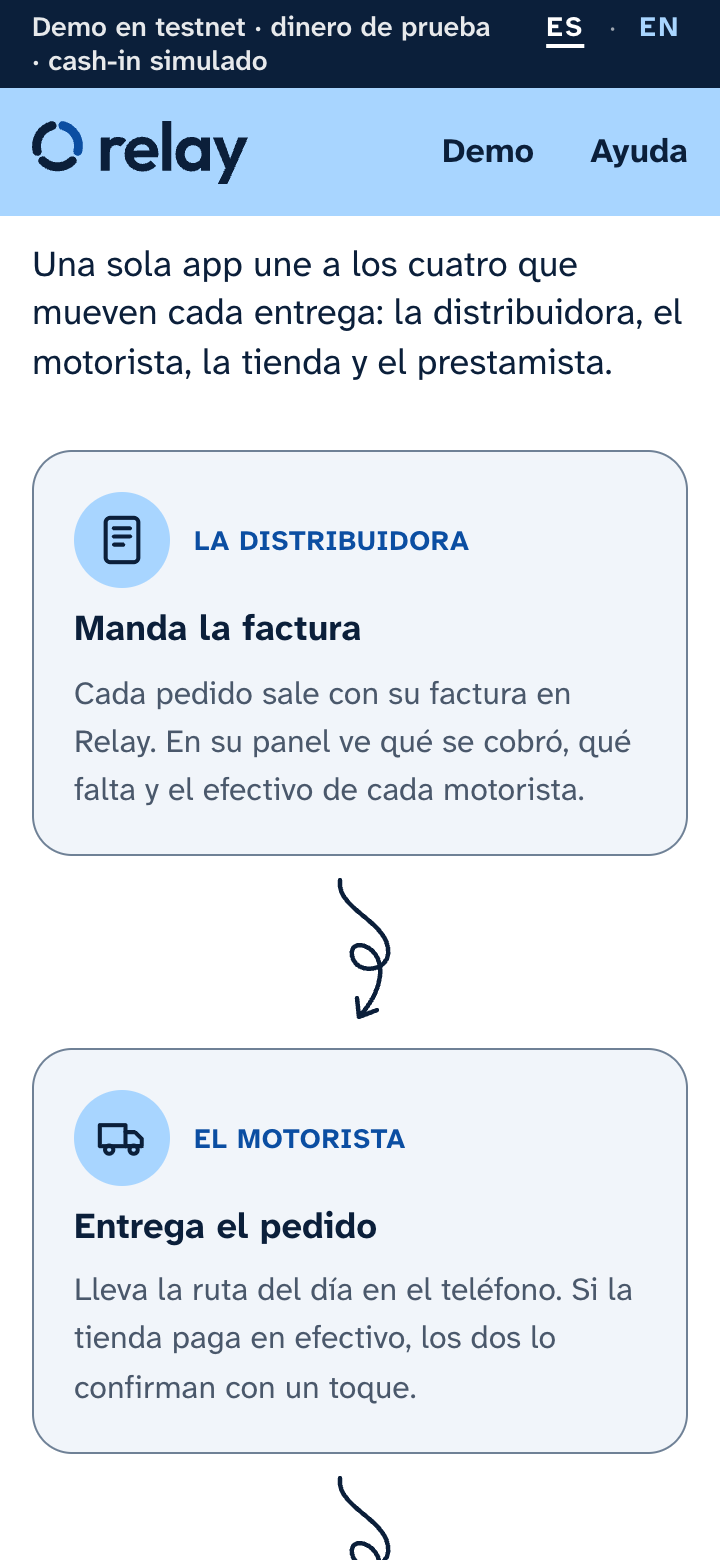 Demo en testnet · dinero de prueba
· cash-in simulado
ES · EN
relay
Demo
Ayuda
Una sola app une a los cuatro que
mueven cada entrega: la distribuidora, el
motorista, la tienda y el prestamista.
LA DISTRIBUIDORA
Manda la factura
Cada pedido sale con su factura en
Relay. En su panel ve qué se cobró, qué
falta y el efectivo de cada motorista.
EL MOTORISTA
Entrega el pedido
Lleva la ruta del día en el teléfono. Si la
tienda paga en efectivo, los dos lo
confirman con un toque.